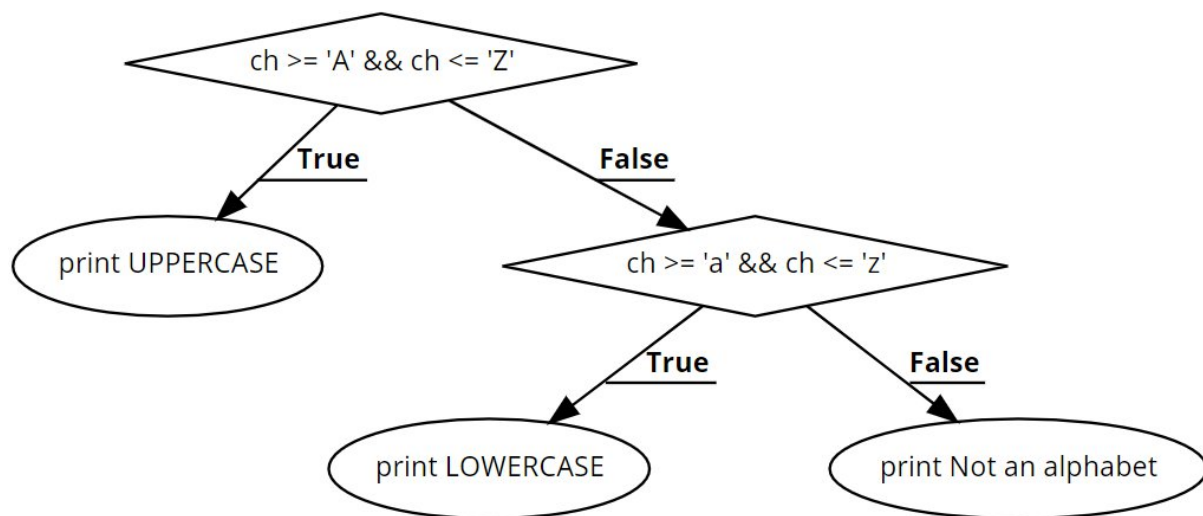 ch >= 'A' && ch <= 'Z'
True
False
print UPPERCASE
ch >= 'a' && ch <= 'z'
True
False
print LOWERCASE
print Not an alphabet